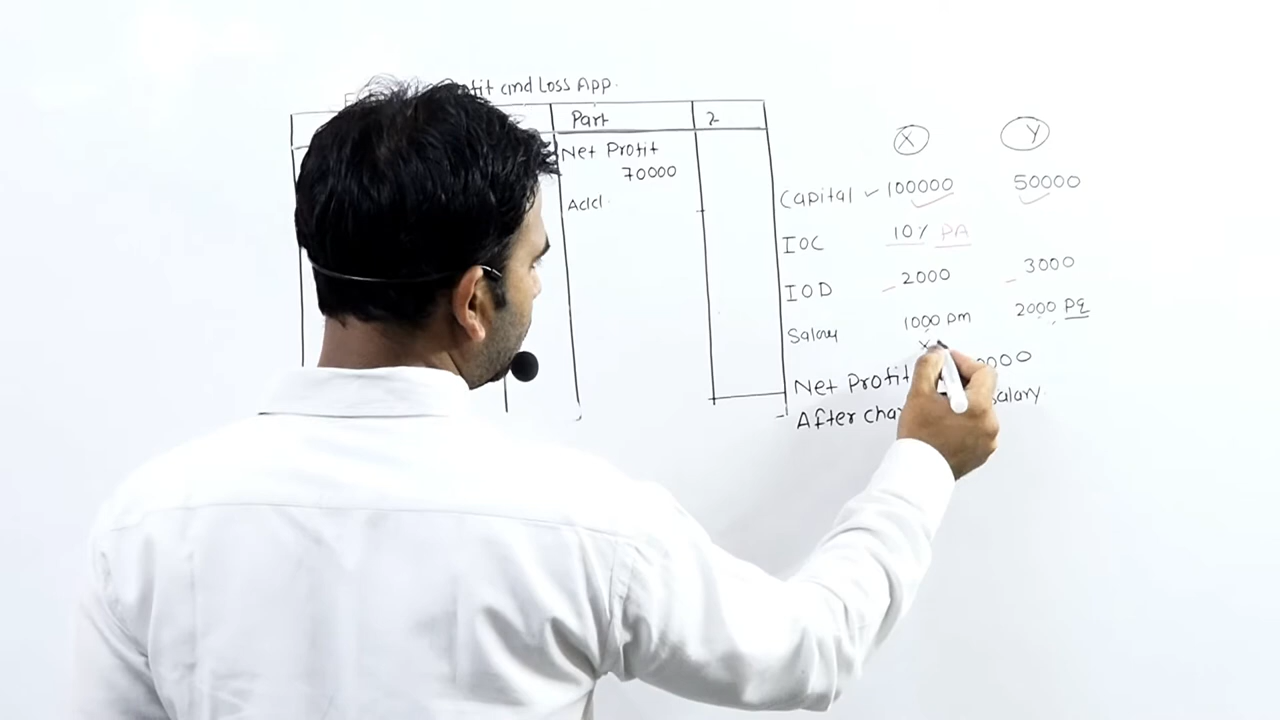 Profit and Loss App.
Part ₹
Net Profit
70000
Add.
X Y
Capital ✓ 100000 50000
IOC 10% PA
IOD 2000 3000
Salary 1000 pm 2000 PQ
Net Profit
After Salary